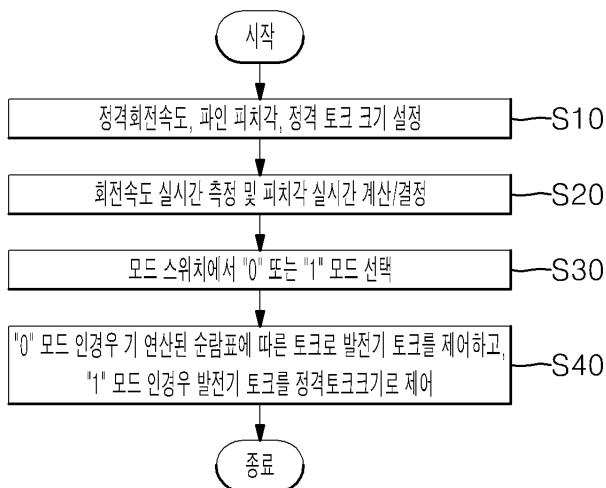 시작
정격회전속도, 파인 피치각, 정격 토크 크기 설정
S10
회전속도 실시간 측정 및 피치각 실시간 계산/결정
S20
모드 스위치에서 "0" 또는 "1" 모드 선택
S30
"0" 모드 인경우 기 연산된 순람표에 따른 토크로 발전기 토크를 제어하고,
"1" 모드 인경우 발전기 토크를 정격토크크기로 제어
S40
종료